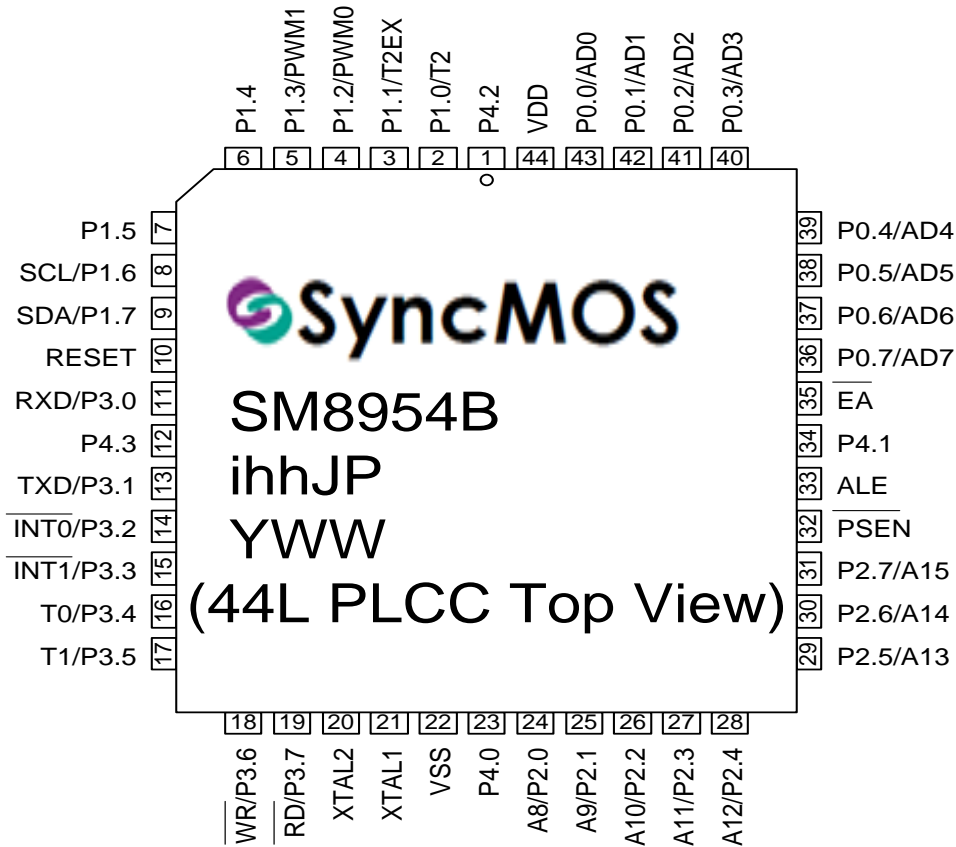 P1.4
P1.3/PWM1
P1.2/PWM0
P1.1/T2EX
P1.0/T2
P4.2
VDD
P0.0/AD0
P0.1/AD1
P0.2/AD2
P0.3/AD3
6 5 4 3 2 1 44 43 42 41 40
P1.5 7
SCL/P1.6 8
SDA/P1.7 9
RESET 10
RXD/P3.0 11
P4.3 12
TXD/P3.1 13
INT0/P3.2 14
INT1/P3.3 15
T0/P3.4 16
T1/P3.5 17
SyncMOS
SM8954B
ihhJP
YWW
(44L PLCC Top View)
39 P0.4/AD4
38 P0.5/AD5
37 P0.6/AD6
36 P0.7/AD7
35 EA
34 P4.1
33 ALE
32 PSEN
31 P2.7/A15
30 P2.6/A14
29 P2.5/A13
18 19 20 21 22 23 24 25 26 27 28
WR/P3.6
RD/P3.7
XTAL2
XTAL1
VSS
P4.0
A8/P2.0
A9/P2.1
A10/P2.2
A11/P2.3
A12/P2.4